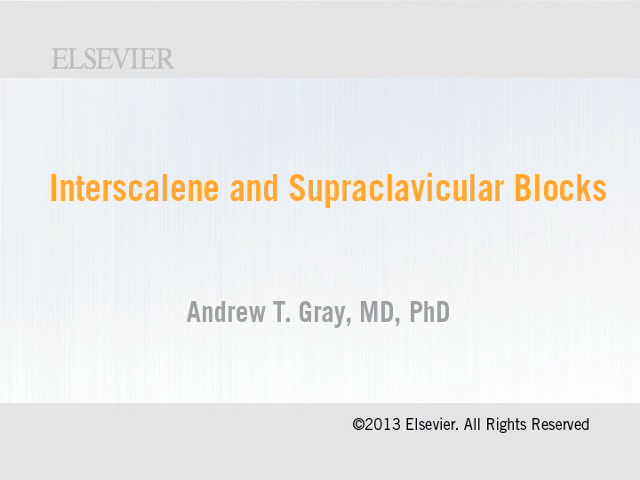 ELSEVIER
Interscalene and Supraclavicular Blocks
Andrew T. Gray, MD, PhD
©2013 Elsevier. All Rights Reserved